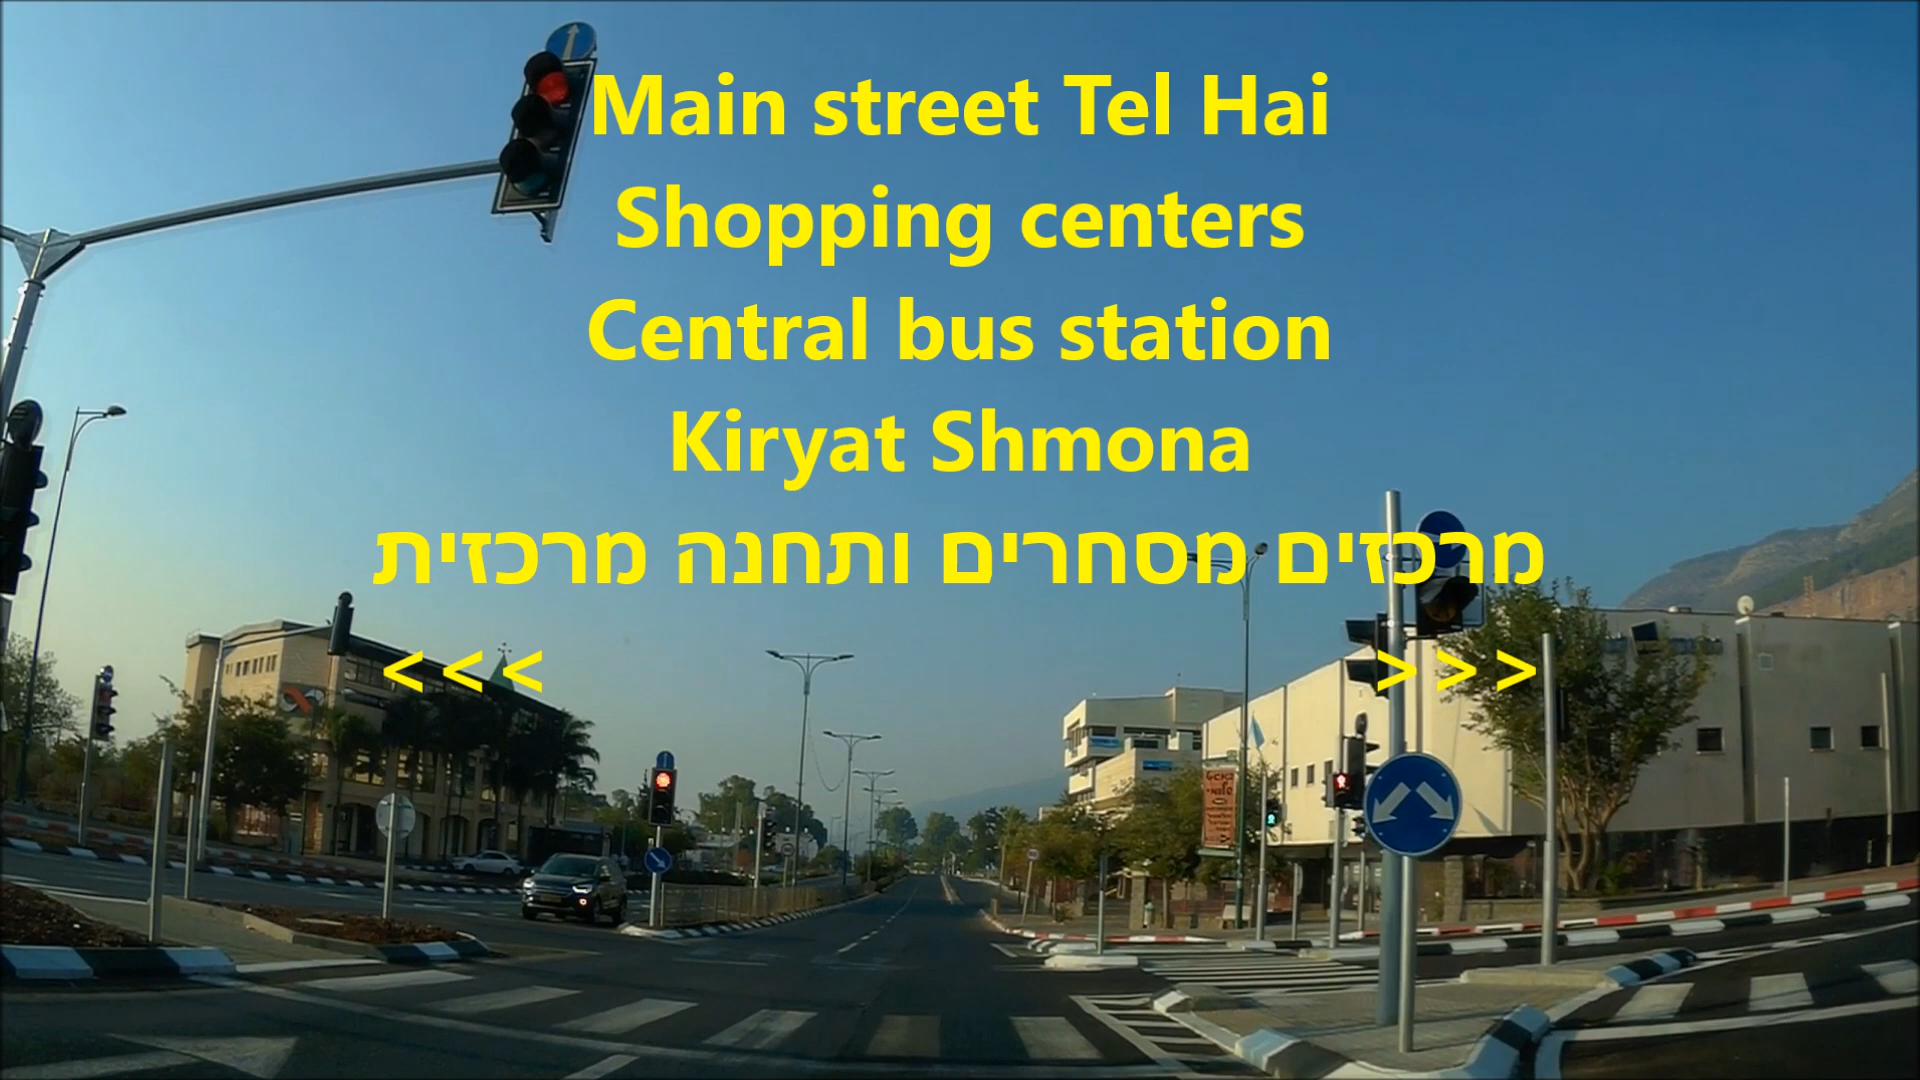 Main street Tel Hai
Shopping centers
Central bus station
Kiryat Shmona
מרכזים מסחרים ותחנה מרכזית
<<< >>>